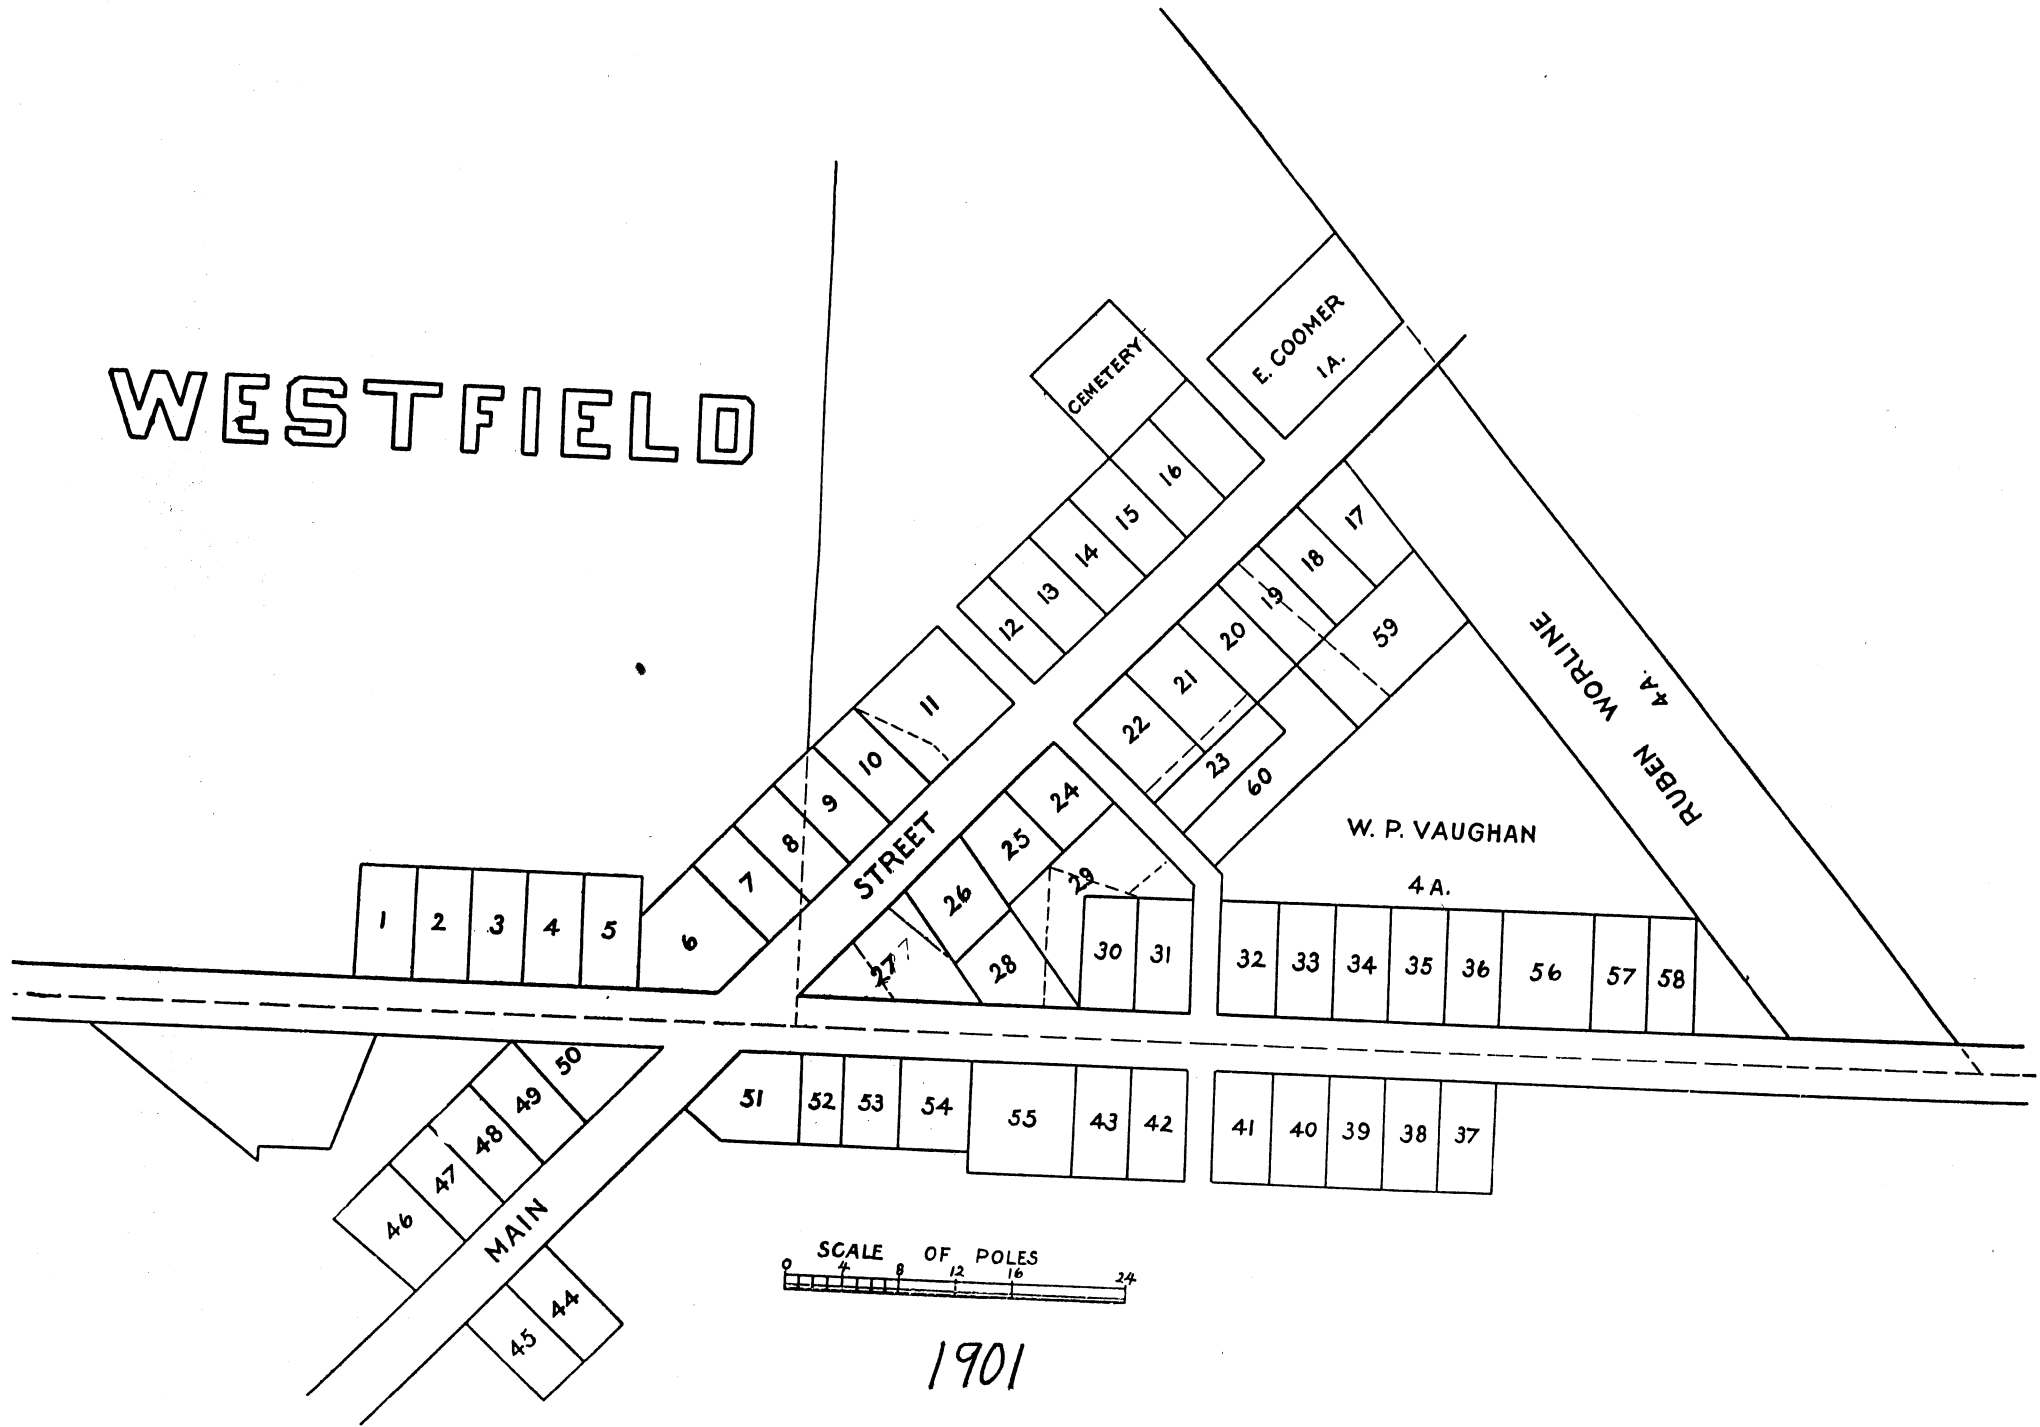 WESTFIELD
CEMETERY
E. COOMER
1A.
RUBEN WORLINE
4A.
W. P. VAUGHAN
4A.
MAIN STREET
1 2 3 4 5
6 7 8 9 10 11
12 13 14 15 16
17 18 19 20 21 22
23 60 59
24 25 26 27 7
28 29
30 31 32 33 34 35 36 56 57 58
50 49 48 47 46
51 52 53 54 55 43 42 41 40 39 38 37
44 45
SCALE OF POLES
0 4 8 12 16 24
1901